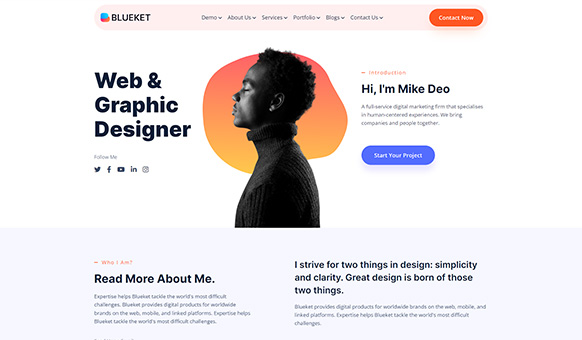 BLUEKET
Demo About Us Services Portfolio Blogs Contact Us
Contact Now
Web &
Graphic
Designer
Follow Me
Introduction
Hi, I'm Mike Deo
A full-service digital marketing firm that specialises
in human-centered experiences. We bring
companies and people together.
Start Your Project
Who I Am?
Read More About Me.
Expertise helps Blueket tackle the world's most difficult
challenges. Blueket provides digital products for worldwide
brands on the web, mobile, and linked platforms. Expertise helps
Blueket tackle the world's most difficult challenges.
I strive for two things in design: simplicity
and clarity. Great design is born of those
two things.
Blueket provides digital products for worldwide brands on the web, mobile, and
linked platforms. Expertise helps Blueket tackle the world's most difficult
challenges.